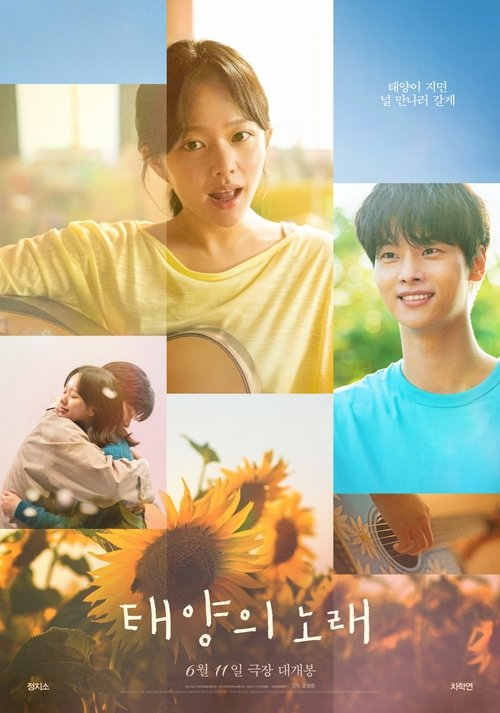 태양이 지면
널 만나러 갈게
태양의 노래
6월 11일 극장 대개봉
정지소
차학연